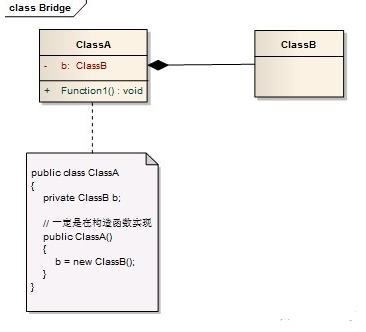 class Bridge
ClassA
- b: ClassB
+ Function1() : void
ClassB
public class ClassA
{
private ClassB b;
// 一定是在构造函数实现
public ClassA()
{
b = new ClassB();
}
}